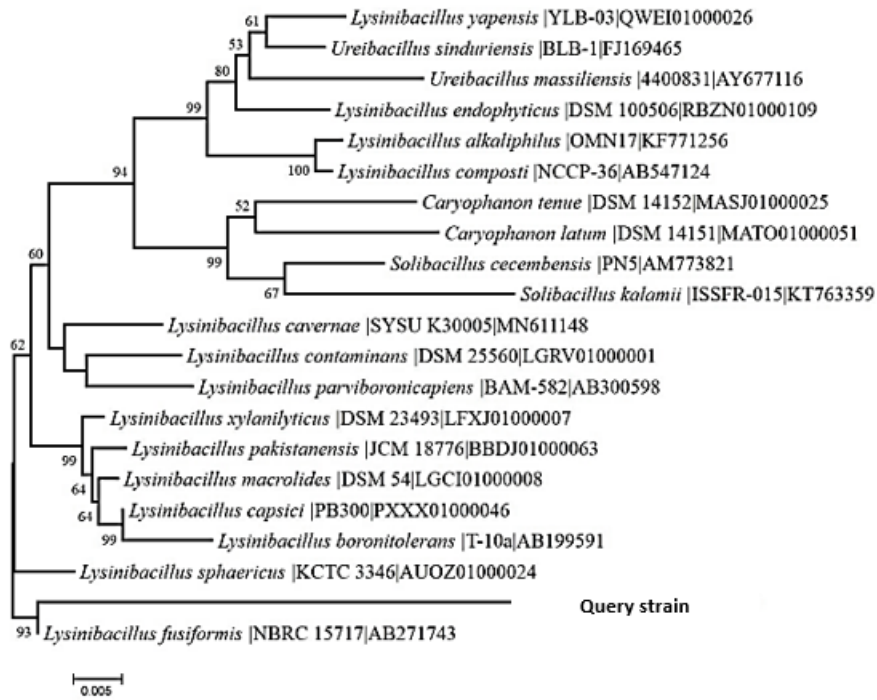 61
Lysinibacillus yapensis |YLB-03|QWEI01000026
53
Ureibacillus sinduriensis |BLB-1|FJ169465
80
Ureibacillus massiliensis |4400831|AY677116
99
Lysinibacillus endophyticus |DSM 100506|RBZN01000109
Lysinibacillus alkaliphilus |OMN17|KF771256
100
Lysinibacillus composti |NCCP-36|AB547124
94
52
Caryophanon tenue |DSM 14152|MASJ01000025
Caryophanon latum |DSM 14151|MATO01000051
99
Solibacillus cecembensis |PN5|AM773821
60
67
Solibacillus kalamii |ISSFR-015|KT763359
Lysinibacillus cavernae |SYSU K30005|MN611148
62
Lysinibacillus contaminans |DSM 25560|LGRV01000001
Lysinibacillus parviboronicapiens |BAM-582|AB300598
Lysinibacillus xylanilyticus |DSM 23493|LFXJ01000007
99
Lysinibacillus pakistanensis |JCM 18776|BBDJ01000063
64
Lysinibacillus macrolides |DSM 54|LGCI01000008
64
Lysinibacillus capsici |PB300|PXXX01000046
99
Lysinibacillus boronitolerans |T-10a|AB199591
Lysinibacillus sphaericus |KCTC 3346|AUOZ01000024
Query strain
93
Lysinibacillus fusiformis |NBRC 15717|AB271743
0.005